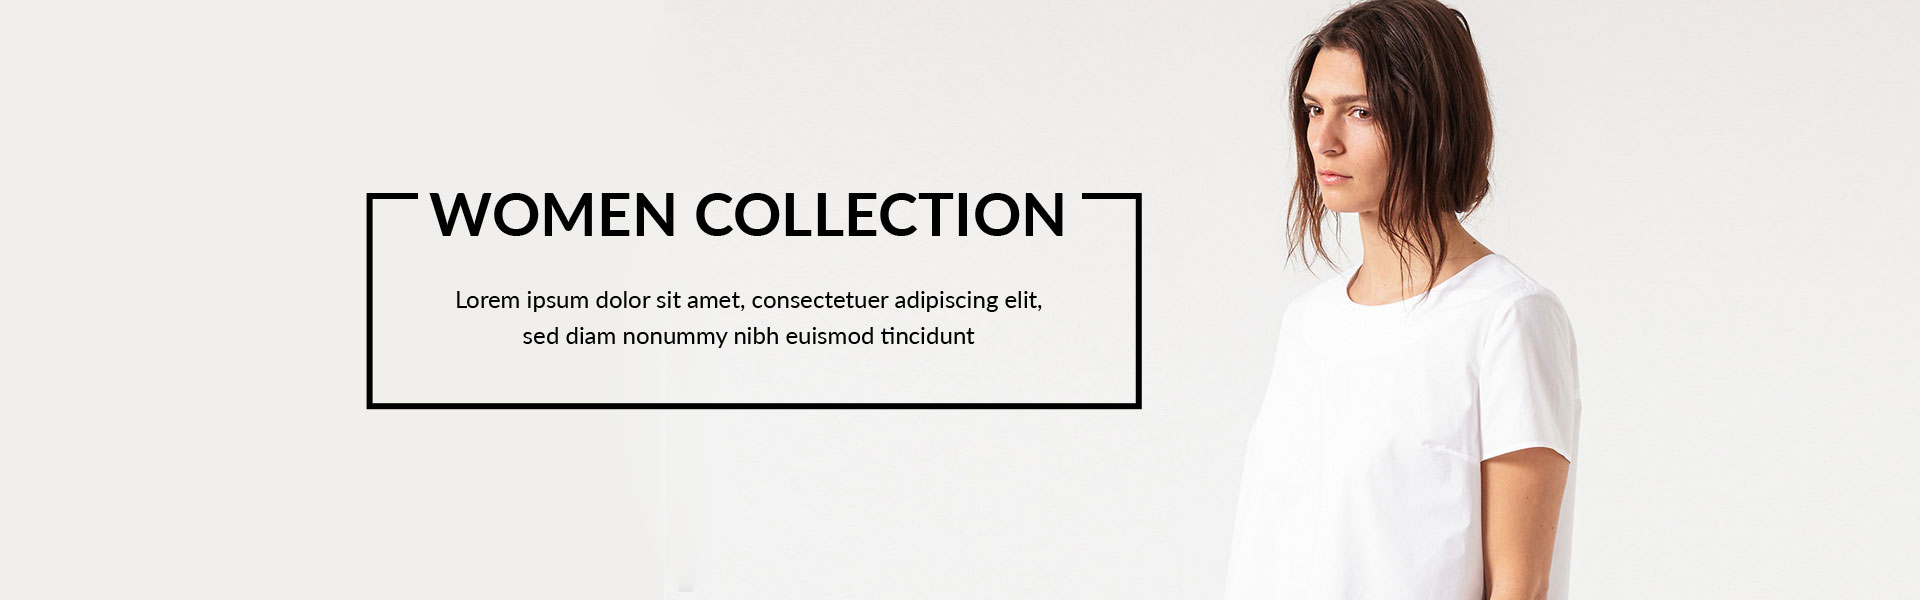 WOMEN COLLECTION
Lorem ipsum dolor sit amet, consectetuer adipiscing elit,
sed diam nonummy nibh euismod tincidunt